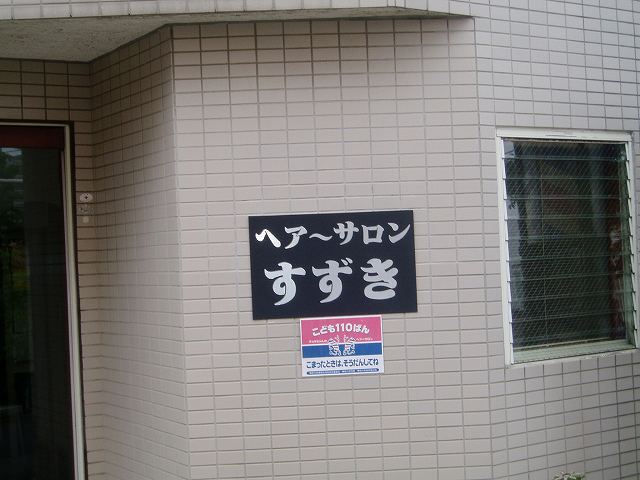 ヘア〜サロン
すずき
こども110ばん
こまったときは、そうだんしてね